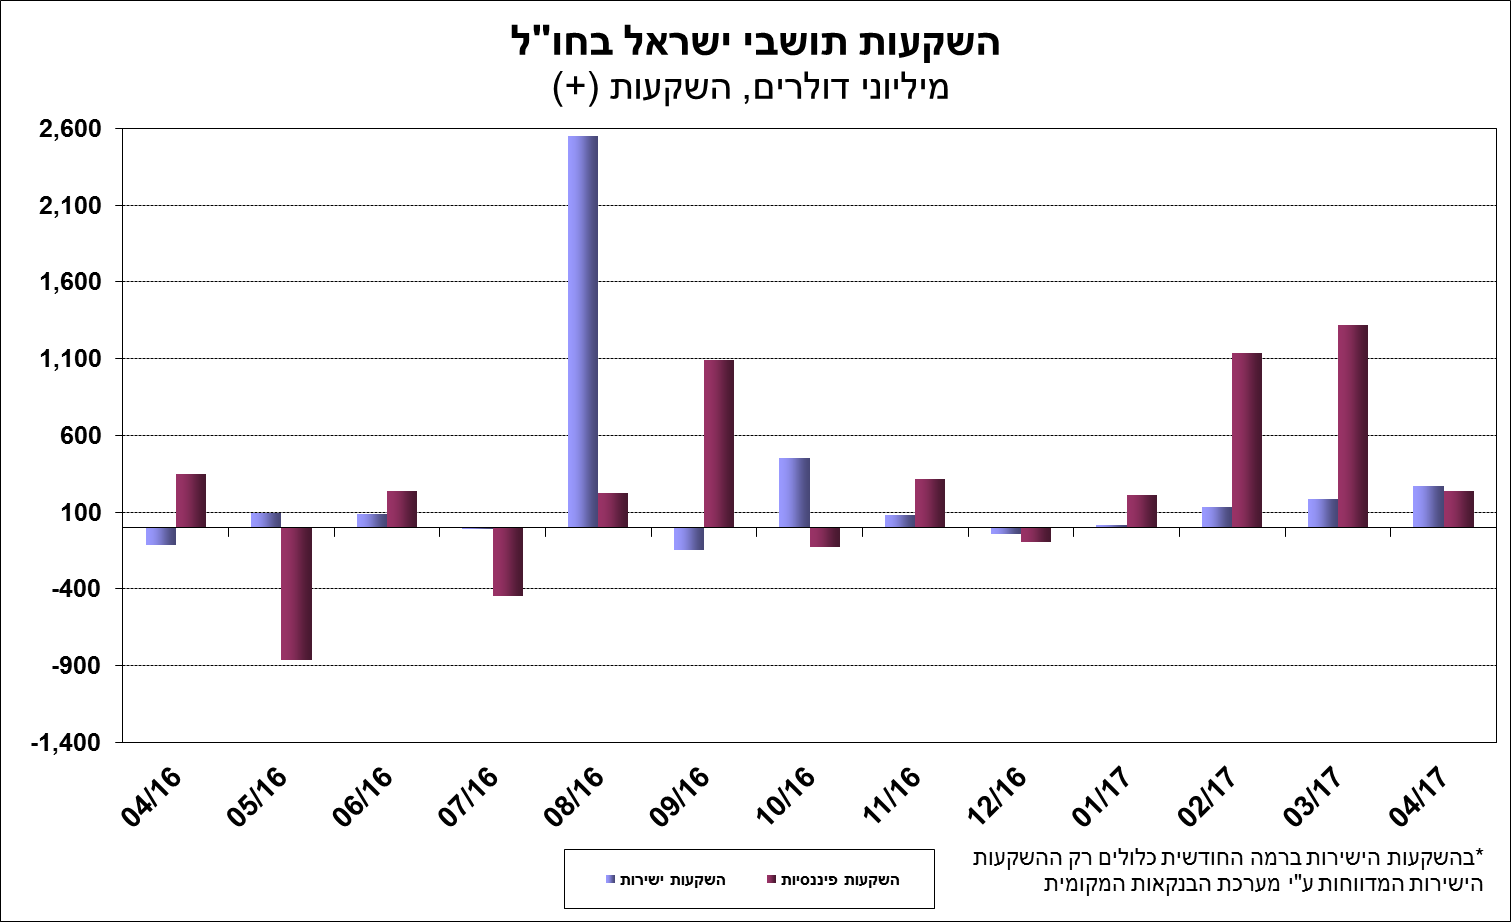 השקעות תושבי ישראל בחו"ל
מיליוני דולרים, השקעות (+)
2,600
2,100
1,600
1,100
600
100
-400
-900
-1,400
04/16 05/16 06/16 07/16 08/16 09/16 10/16 11/16 12/16 01/17 02/17 03/17 04/17
השקעות פיננסיות השקעות ישירות
*בהשקעות הישירות ברמה החודשית כלולים רק ההשקעות
הישירות המדווחות ע"י מערכת הבנקאות המקומית